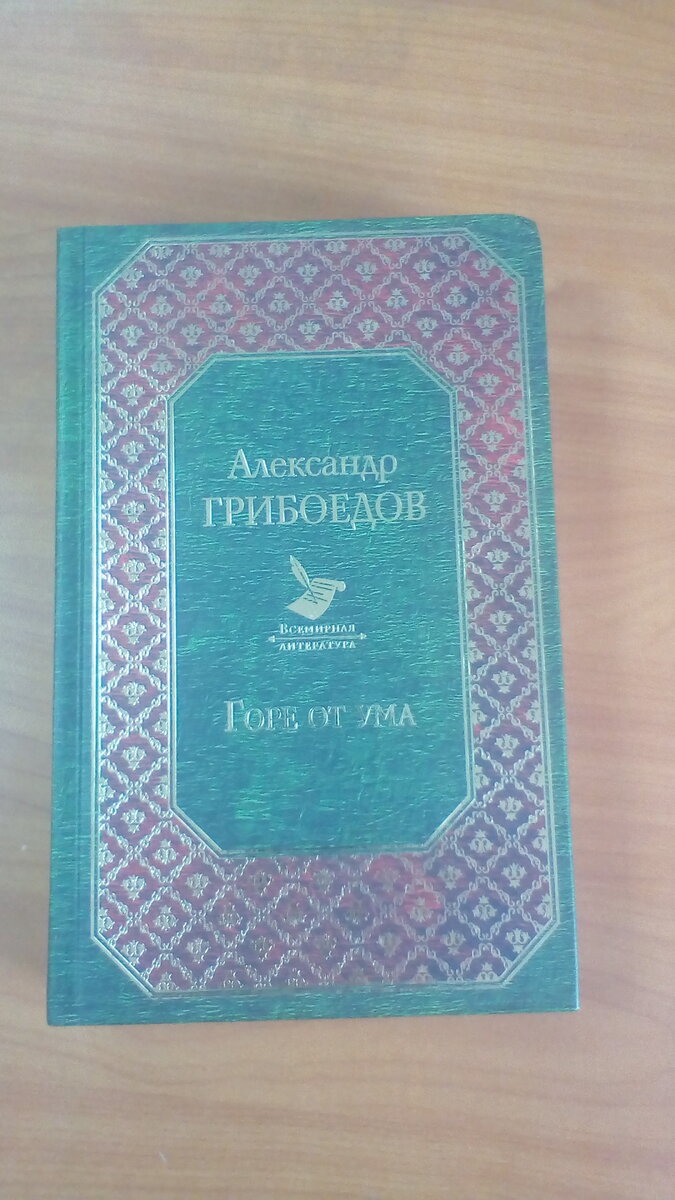 Александр
ГРИБОЕДОВ
ВСЕМИРНАЯ
ЛИТЕРАТУРА
ГОРЕ ОТ УМА